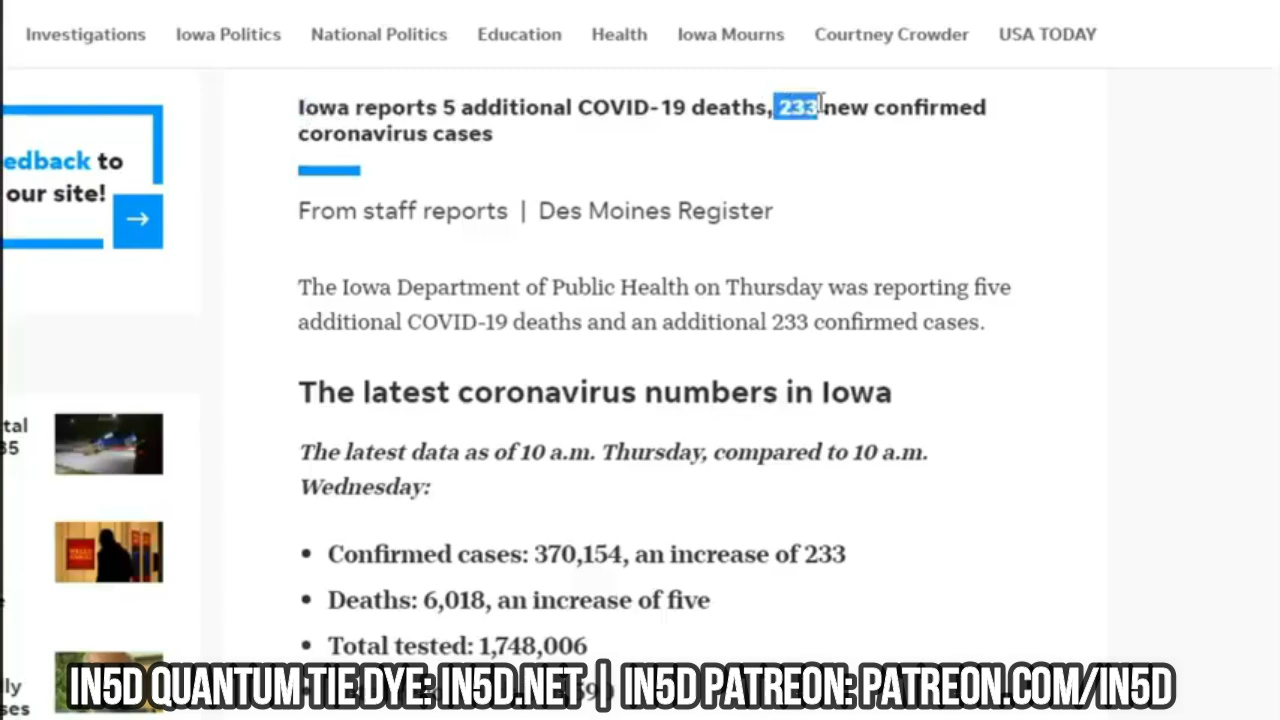 Investigations Iowa Politics National Politics Education Health Iowa Mourns Courtney Crowder USA TODAY
Iowa reports 5 additional COVID-19 deaths, 233 new confirmed
coronavirus cases
edback to
our site!
From staff reports | Des Moines Register
The Iowa Department of Public Health on Thursday was reporting five
additional COVID-19 deaths and an additional 233 confirmed cases.
The latest coronavirus numbers in Iowa
The latest data as of 10 a.m. Thursday, compared to 10 a.m.
Wednesday:
tal
35
• Confirmed cases: 370,154, an increase of 233
• Deaths: 6,018, an increase of five
• Total tested: 1,748,006
ly
ses
IN5D QUANTUM TIE DYE: IN5D.NET | IN5D PATREON: PATREON.COM/IN5D